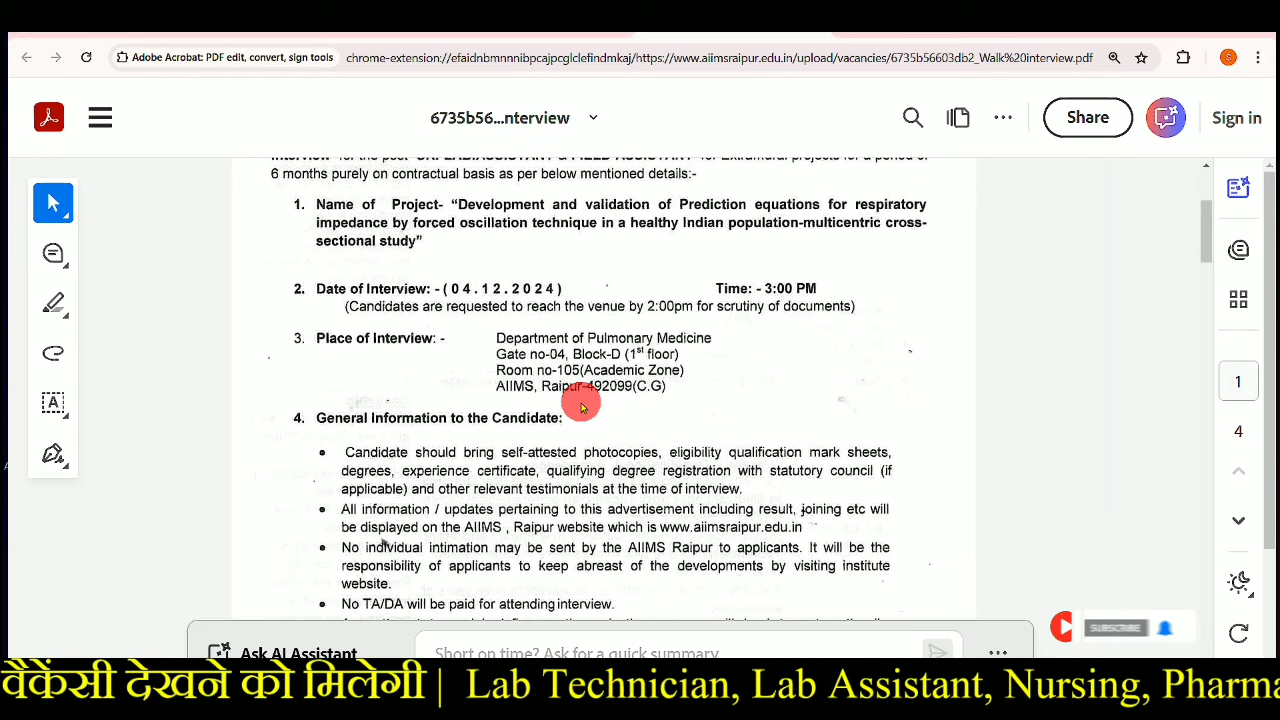 Adobe Acrobat: PDF edit, convert, sign tools
chrome-extension://efaidnbmnnnibpcajpcglclefindmkaj/https://www.aiimsraipur.edu.in/upload/vacancies/6735b56603db2_Walk%20interview.pdf
S
6735b56...nterview
Share
Sign in
6 months purely on contractual basis as per below mentioned details:-
1. Name of Project- “Development and validation of Prediction equations for respiratory
impedance by forced oscillation technique in a healthy Indian population-multicentric cross-
sectional study”
2. Date of Interview: - ( 0 4 . 1 2 . 2 0 2 4 ) Time: - 3:00 PM
(Candidates are requested to reach the venue by 2:00pm for scrutiny of documents)
3. Place of Interview: - Department of Pulmonary Medicine
Gate no-04, Block-D (1st floor)
Room no-105(Academic Zone)
AIIMS, Raipur-492099(C.G)
4. General Information to the Candidate:
• Candidate should bring self-attested photocopies, eligibility qualification mark sheets,
degrees, experience certificate, qualifying degree registration with statutory council (if
applicable) and other relevant testimonials at the time of interview.
• All information / updates pertaining to this advertisement including result, joining etc will
be displayed on the AIIMS , Raipur website which is www.aiimsraipur.edu.in
• No individual intimation may be sent by the AIIMS Raipur to applicants. It will be the
responsibility of applicants to keep abreast of the developments by visiting institute
website.
• No TA/DA will be paid for attending interview.
1
4
Ask AI Assistant
Short on time? Ask for a quick summary
SUBSCRIBE
वैकेंसी देखने को मिलेगी | Lab Technician, Lab Assistant, Nursing, Pharma